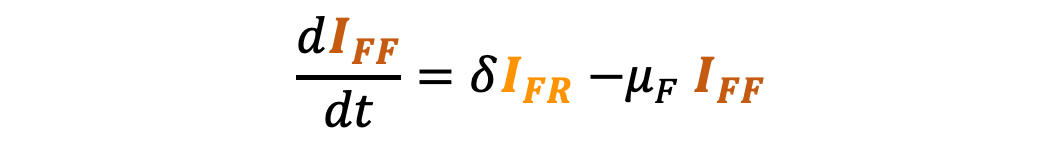 dI_FF/dt = δI_FR −μ_F I_FF